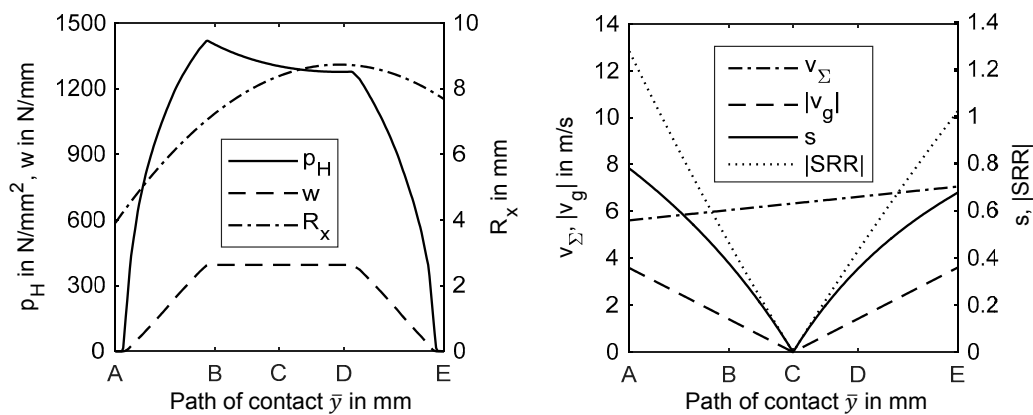 p_H in N/mm², w in N/mm
1500
1200
900
600
300
0
p_H
w
R_x
10
8
6
4
2
0
R_x in mm
A
B
C
D
E
Path of contact ȳ in mm
v_Σ, |v_g| in m/s
14
12
10
8
6
4
2
0
v_Σ
|v_g|
s
|SRR|
1.4
1.2
1
0.8
0.6
0.4
0.2
0
s, |SRR|
A
B
C
D
E
Path of contact ȳ in mm